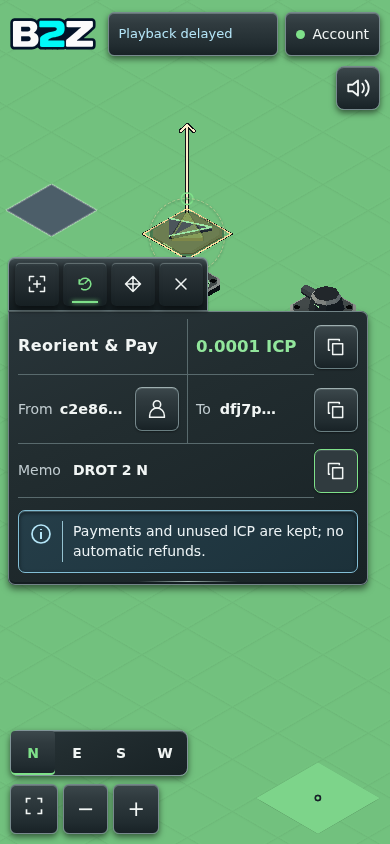 B2Z
Playback delayed
Account
Reorient & Pay
0.0001 ICP
From c2e86...
To dfj7p...
Memo DROT 2 N
Payments and unused ICP are kept; no
automatic refunds.
N E S W